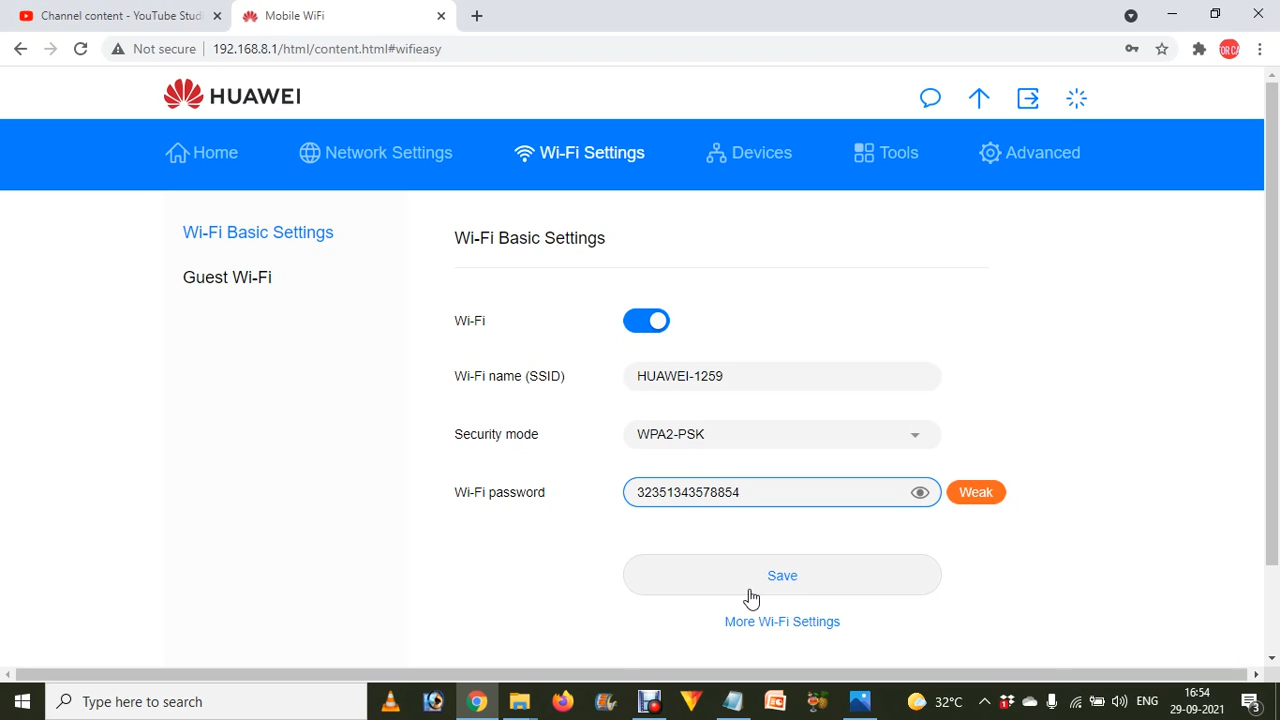 Channel content - YouTube Stud
Mobile WiFi
Not secure
192.168.8.1/html/content.html#wifieasy
HUAWEI
Home
Network Settings
Wi-Fi Settings
Devices
Tools
Advanced
Wi-Fi Basic Settings
Guest Wi-Fi
Wi-Fi Basic Settings
Wi-Fi
Wi-Fi name (SSID)
HUAWEI-1259
Security mode
WPA2-PSK
Wi-Fi password
32351343578854
Weak
Save
More Wi-Fi Settings
Type here to search
32°C
ENG
16:54
29-09-2021
3